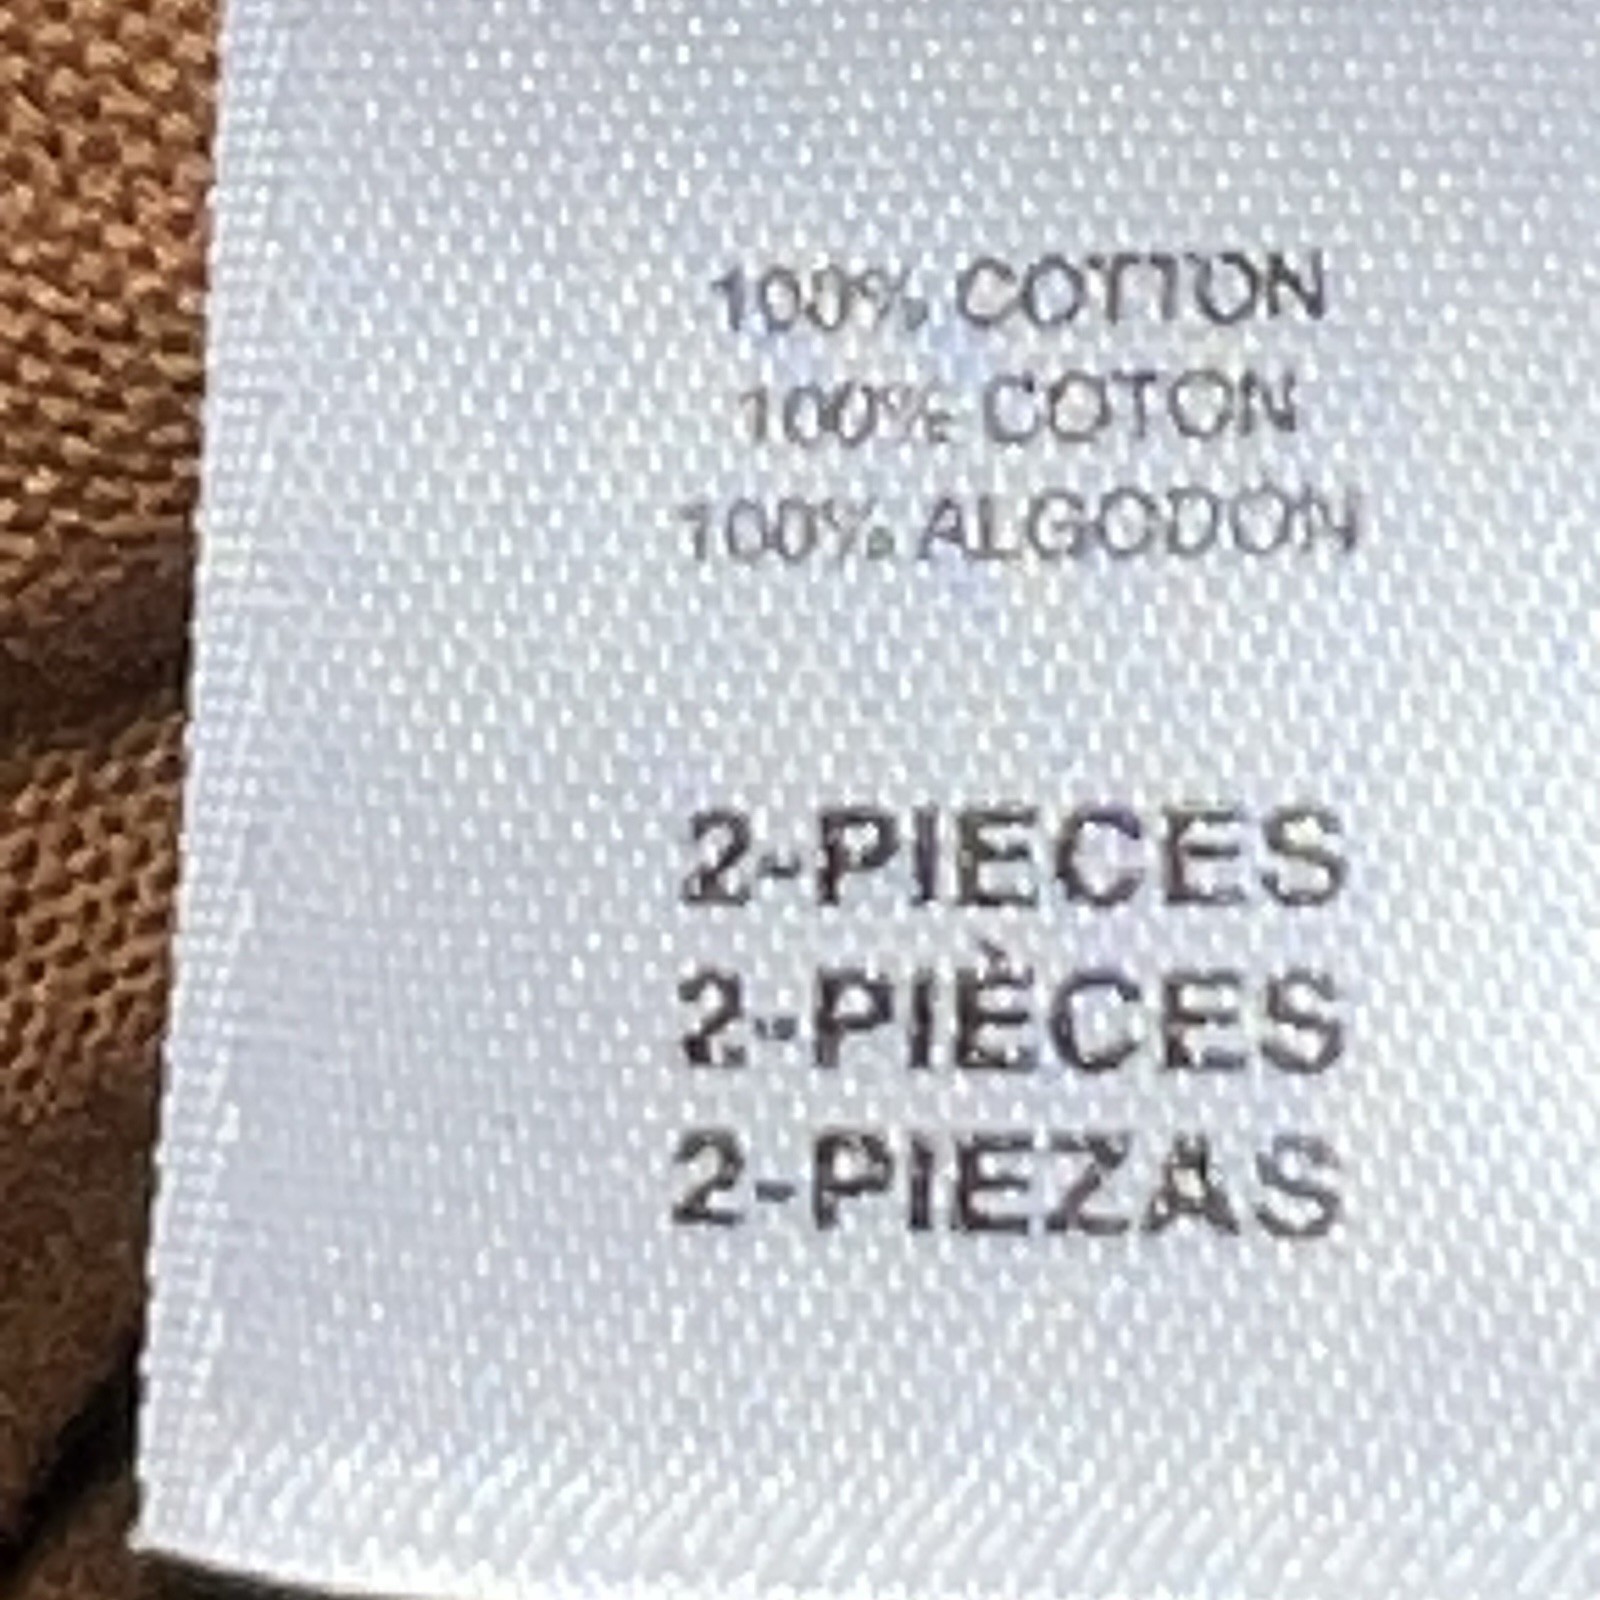 100% COTTON
100% COTON
100% ALGODON
2-PIECES
2-PIÈCES
2-PIEZAS